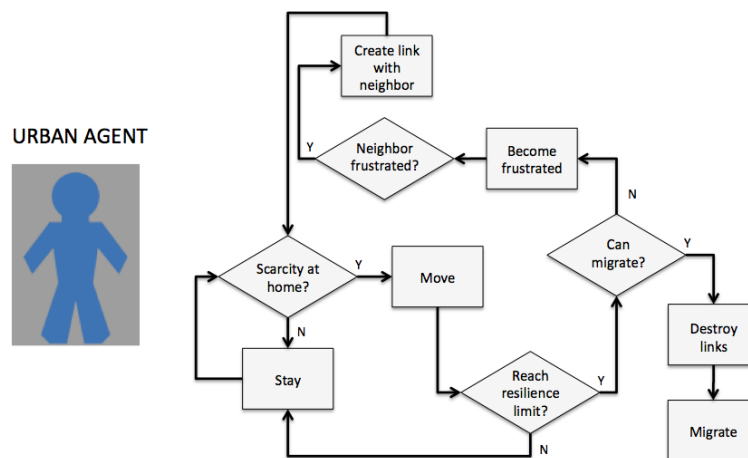 Create link
with
neighbor
URBAN AGENT
Y
Neighbor
frustrated?
Become
frustrated
N
Scarcity at
home?
Y
Move
Can
migrate?
Y
N
Destroy
links
Stay
Reach
resilience
limit?
Y
Migrate
N